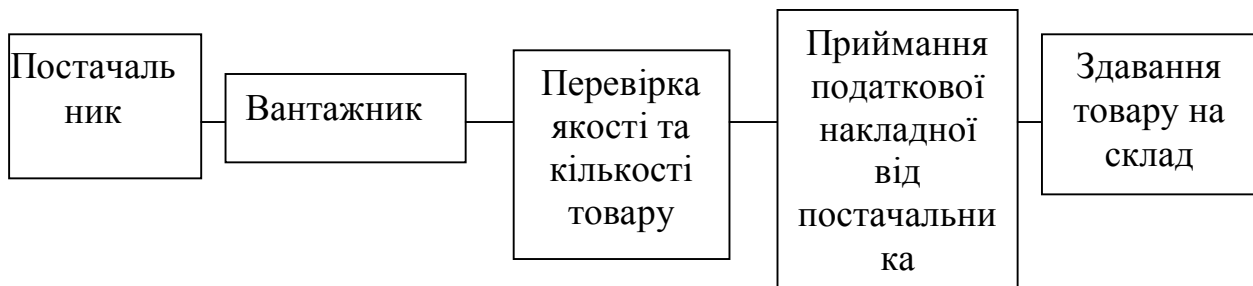 Постачаль
ник
Вантажник
Перевірка
якості та
кількості
товару
Приймання
податкової
накладної
від
постачальни
ка
Здавання
товару на
склад